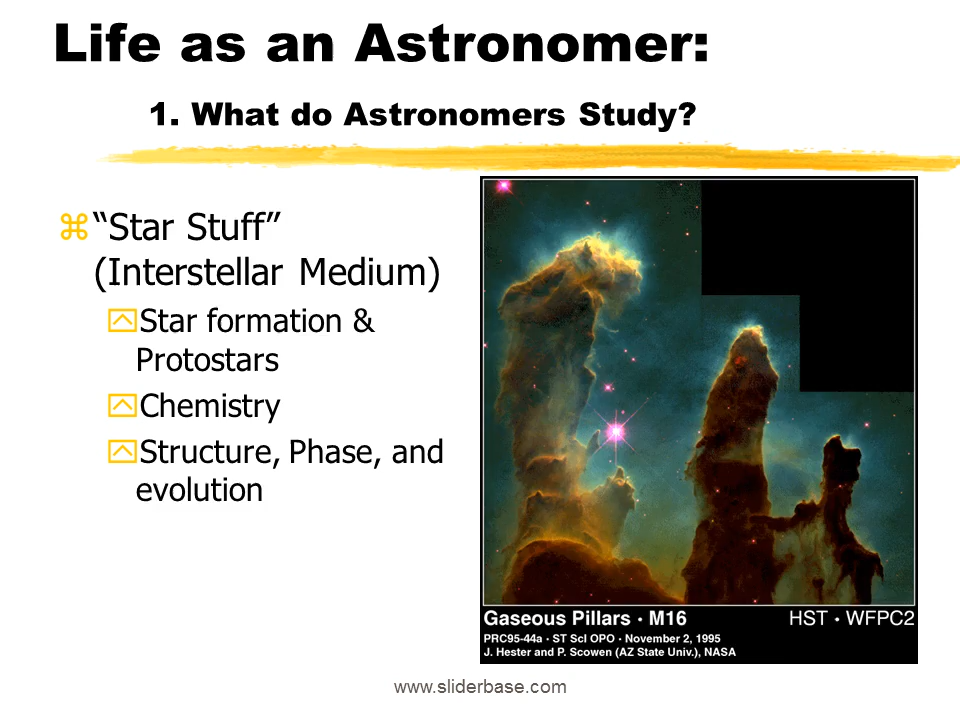 Life as an Astronomer:
1. What do Astronomers Study?
“Star Stuff”
(Interstellar Medium)
Star formation &
Protostars
Chemistry
Structure, Phase, and
evolution
Gaseous Pillars • M16 HST • WFPC2
PRC95-44a • ST ScI OPO • November 2, 1995
J. Hester and P. Scowen (AZ State Univ.), NASA
www.sliderbase.com